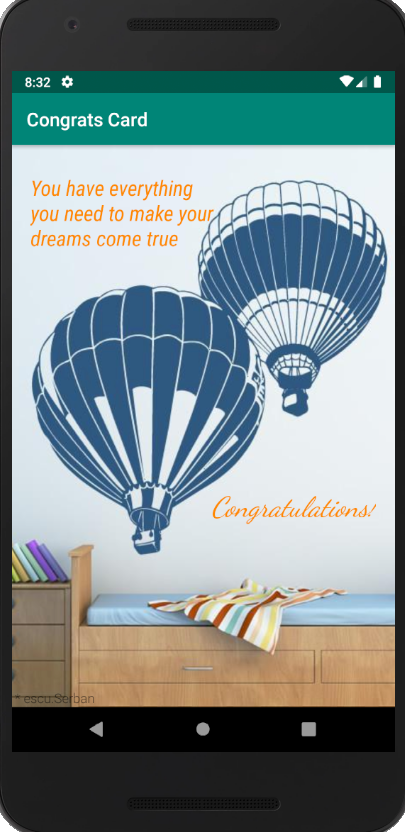 8:32
Congrats Card
You have everything
you need to make your
dreams come true
Congratulations!
* escu.Serban